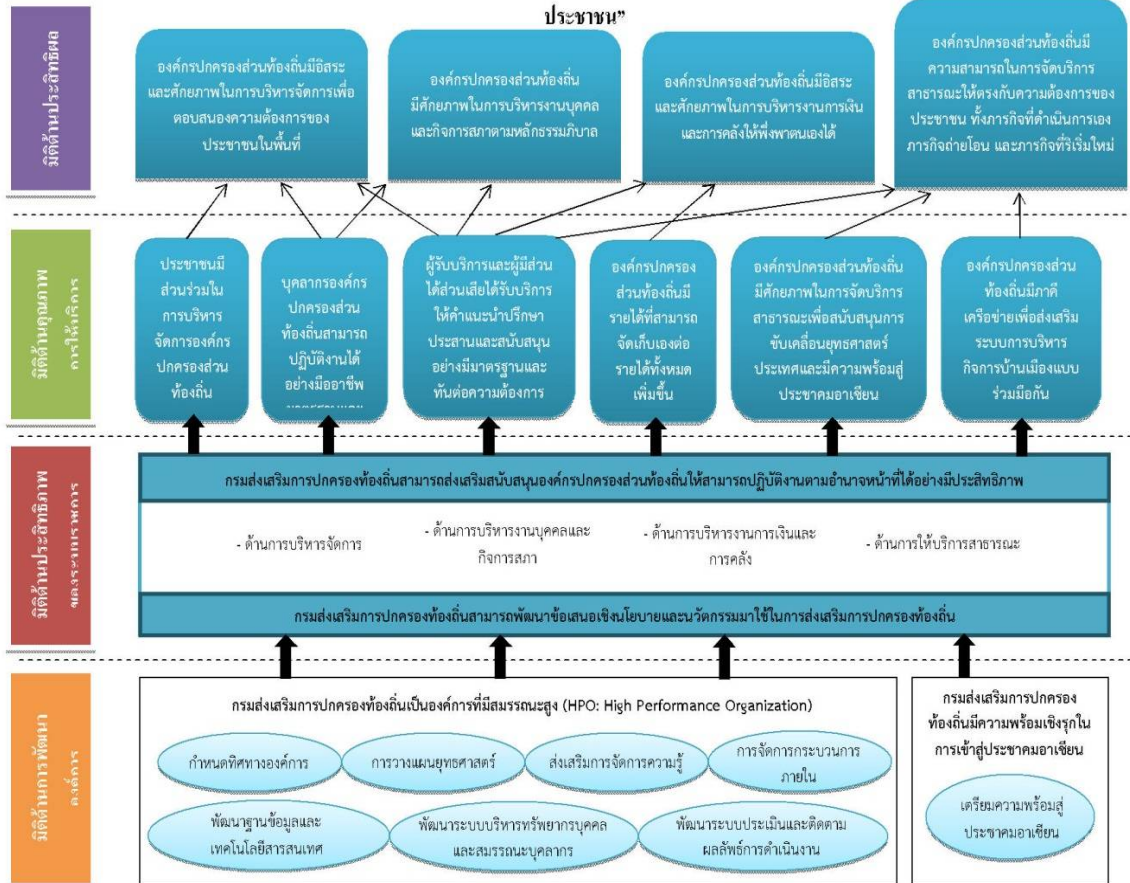 ประชาชน”
มิติด้านประสิทธิผล
องค์กรปกครองส่วนท้องถิ่นมีอิสระ
และศักยภาพในการบริหารจัดการเพื่อ
ตอบสนองความต้องการของ
ประชาชนในพื้นที่
องค์กรปกครองส่วนท้องถิ่น
มีศักยภาพในการบริหารงานบุคคล
และกิจการสภาตามหลักธรรมาภิบาล
องค์กรปกครองส่วนท้องถิ่นมีอิสระ
และศักยภาพในการบริหารงานการเงิน
และการคลังให้พึ่งพาตนเองได้
องค์กรปกครองส่วนท้องถิ่นมี
ความสามารถในการจัดบริการ
สาธารณะให้ตรงกับความต้องการของ
ประชาชน ทั้งภารกิจที่ดำเนินการเอง
ภารกิจถ่ายโอน และภารกิจที่ริเริ่มใหม่
มิติด้านคุณภาพ
การให้บริการ
ประชาชนมี
ส่วนร่วมใน
การบริหาร
จัดการองค์กร
ปกครองส่วน
ท้องถิ่น
บุคลากรองค์กร
ปกครองส่วน
ท้องถิ่นสามารถ
ปฏิบัติงานได้
อย่างมืออาชีพ
ผู้รับบริการและผู้มีส่วน
ได้ส่วนเสียได้รับบริการ
ให้คำแนะนำปรึกษา
ประสานและสนับสนุน
อย่างมีมาตรฐานและ
ทันต่อความต้องการ
องค์กรปกครอง
ส่วนท้องถิ่นมี
รายได้ที่สามารถ
จัดเก็บเองต่อ
รายได้ทั้งหมด
เพิ่มขึ้น
องค์กรปกครองส่วนท้องถิ่น
มีศักยภาพในการจัดบริการ
สาธารณะเพื่อสนับสนุนการ
ขับเคลื่อนยุทธศาสตร์
ประเทศและมีความพร้อมสู่
ประชาคมอาเซียน
องค์กรปกครองส่วน
ท้องถิ่นมีภาคี
เครือข่ายเพื่อส่งเสริม
ระบบการบริหาร
กิจการบ้านเมืองแบบ
ร่วมมือกัน
มิติด้านประสิทธิภาพ
ของระบบราชการ
กรมส่งเสริมการปกครองท้องถิ่นสามารถส่งเสริมสนับสนุนองค์กรปกครองส่วนท้องถิ่นให้สามารถปฏิบัติงานตามอำนาจหน้าที่ได้อย่างมีประสิทธิภาพ
- ด้านการบริหารจัดการ
- ด้านการบริหารงานบุคคลและ
กิจการสภา
- ด้านการบริหารงานการเงินและ
การคลัง
- ด้านการให้บริการสาธารณะ
กรมส่งเสริมการปกครองท้องถิ่นสามารถพัฒนาข้อเสนอเชิงนโยบายและนวัตกรรมมาใช้ในการส่งเสริมการปกครองท้องถิ่น
มิติด้านการพัฒนา
องค์การ
กรมส่งเสริมการปกครองท้องถิ่นเป็นองค์การที่มีสมรรถนะสูง (HPO: High Performance Organization)
กำหนดทิศทางองค์การ
การวางแผนยุทธศาสตร์
ส่งเสริมการจัดการความรู้
การจัดการกระบวนการ
ภายใน
พัฒนาฐานข้อมูลและ
เทคโนโลยีสารสนเทศ
พัฒนาระบบบริหารทรัพยากรบุคคล
และสมรรถนะบุคลากร
พัฒนาระบบประเมินและติดตาม
ผลลัพธ์การดำเนินงาน
กรมส่งเสริมการปกครอง
ท้องถิ่นมีความพร้อมเชิงรุกใน
การเข้าสู่ประชาคมอาเซียน
เตรียมความพร้อมสู่
ประชาคมอาเซียน